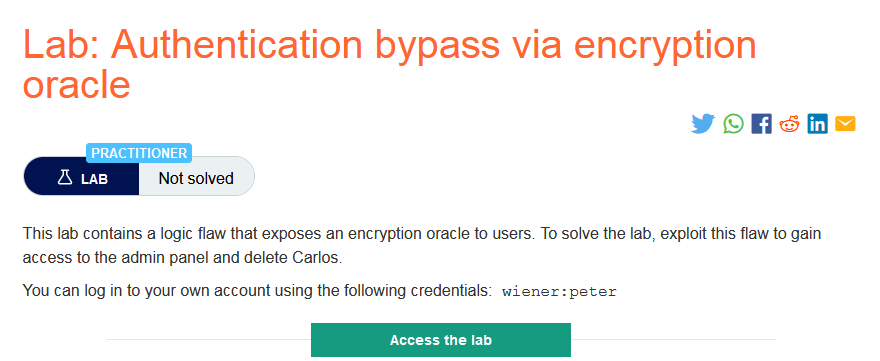 Lab: Authentication bypass via encryption
oracle
PRACTITIONER
LAB Not solved
This lab contains a logic flaw that exposes an encryption oracle to users. To solve the lab, exploit this flaw to gain
access to the admin panel and delete Carlos.
You can log in to your own account using the following credentials: wiener:peter
Access the lab